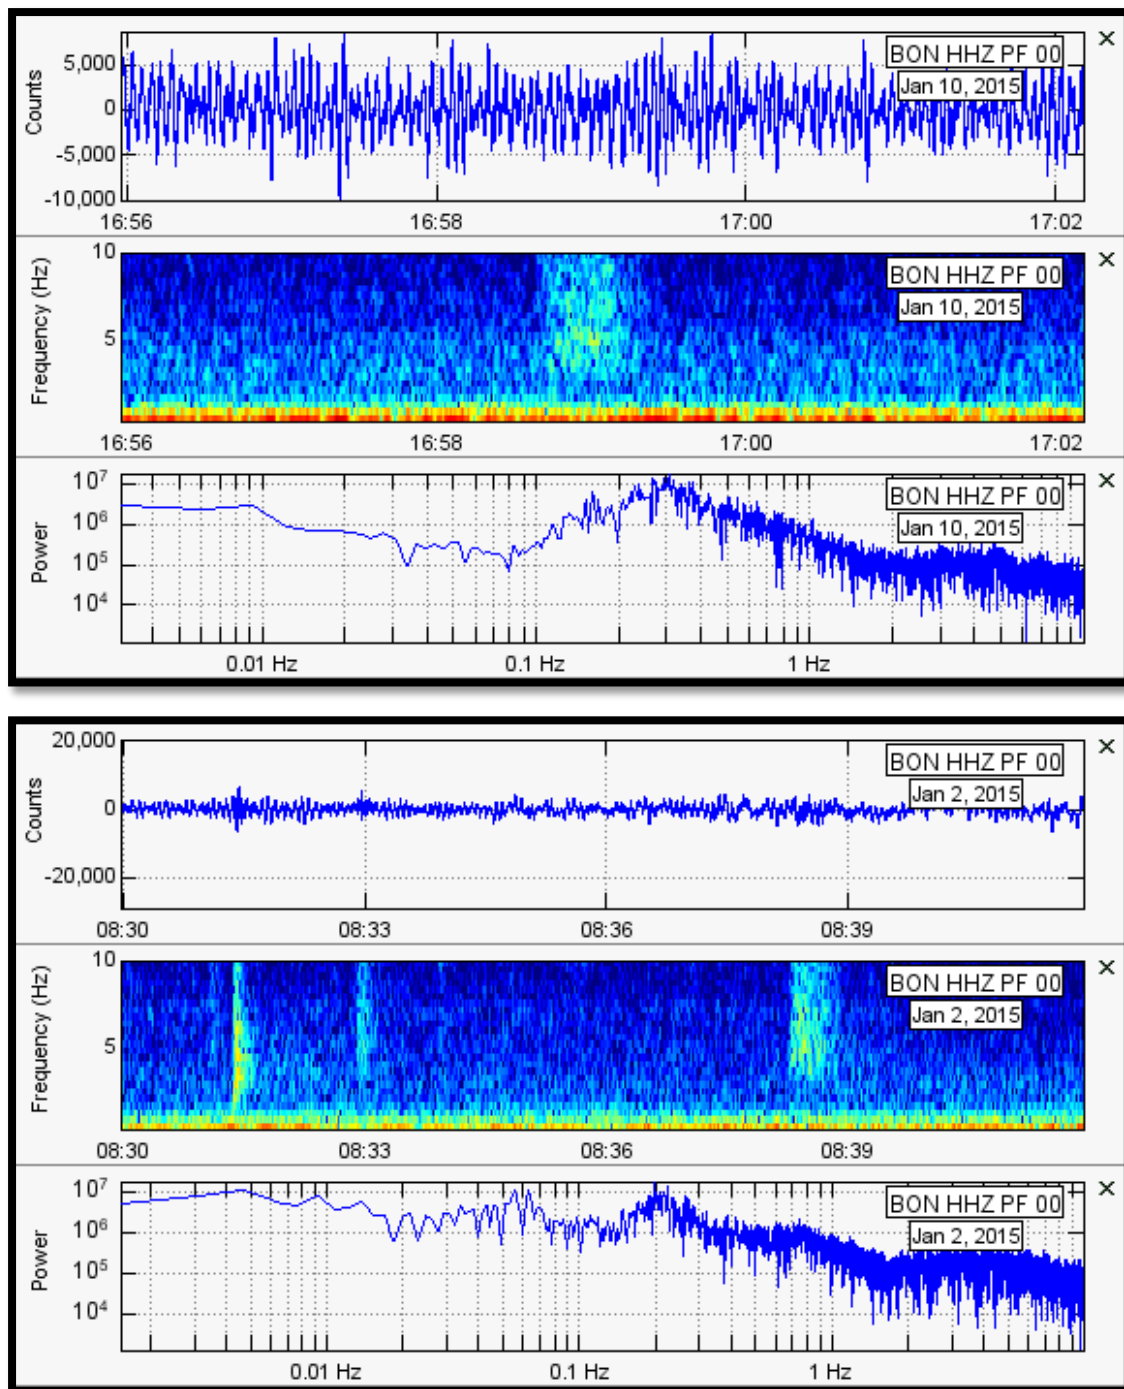 BON HHZ PF 00
Jan 10, 2015
Counts
5,000
0
-5,000
-10,000
16:56 16:58 17:00 17:02
BON HHZ PF 00
Jan 10, 2015
Frequency (Hz)
10
5
16:56 16:58 17:00 17:02
BON HHZ PF 00
Jan 10, 2015
Power
10⁷
10⁶
10⁵
10⁴
0.01 Hz 0.1 Hz 1 Hz
BON HHZ PF 00
Jan 2, 2015
Counts
20,000
0
-20,000
08:30 08:33 08:36 08:39
BON HHZ PF 00
Jan 2, 2015
Frequency (Hz)
10
5
08:30 08:33 08:36 08:39
BON HHZ PF 00
Jan 2, 2015
Power
10⁷
10⁶
10⁵
10⁴
0.01 Hz 0.1 Hz 1 Hz